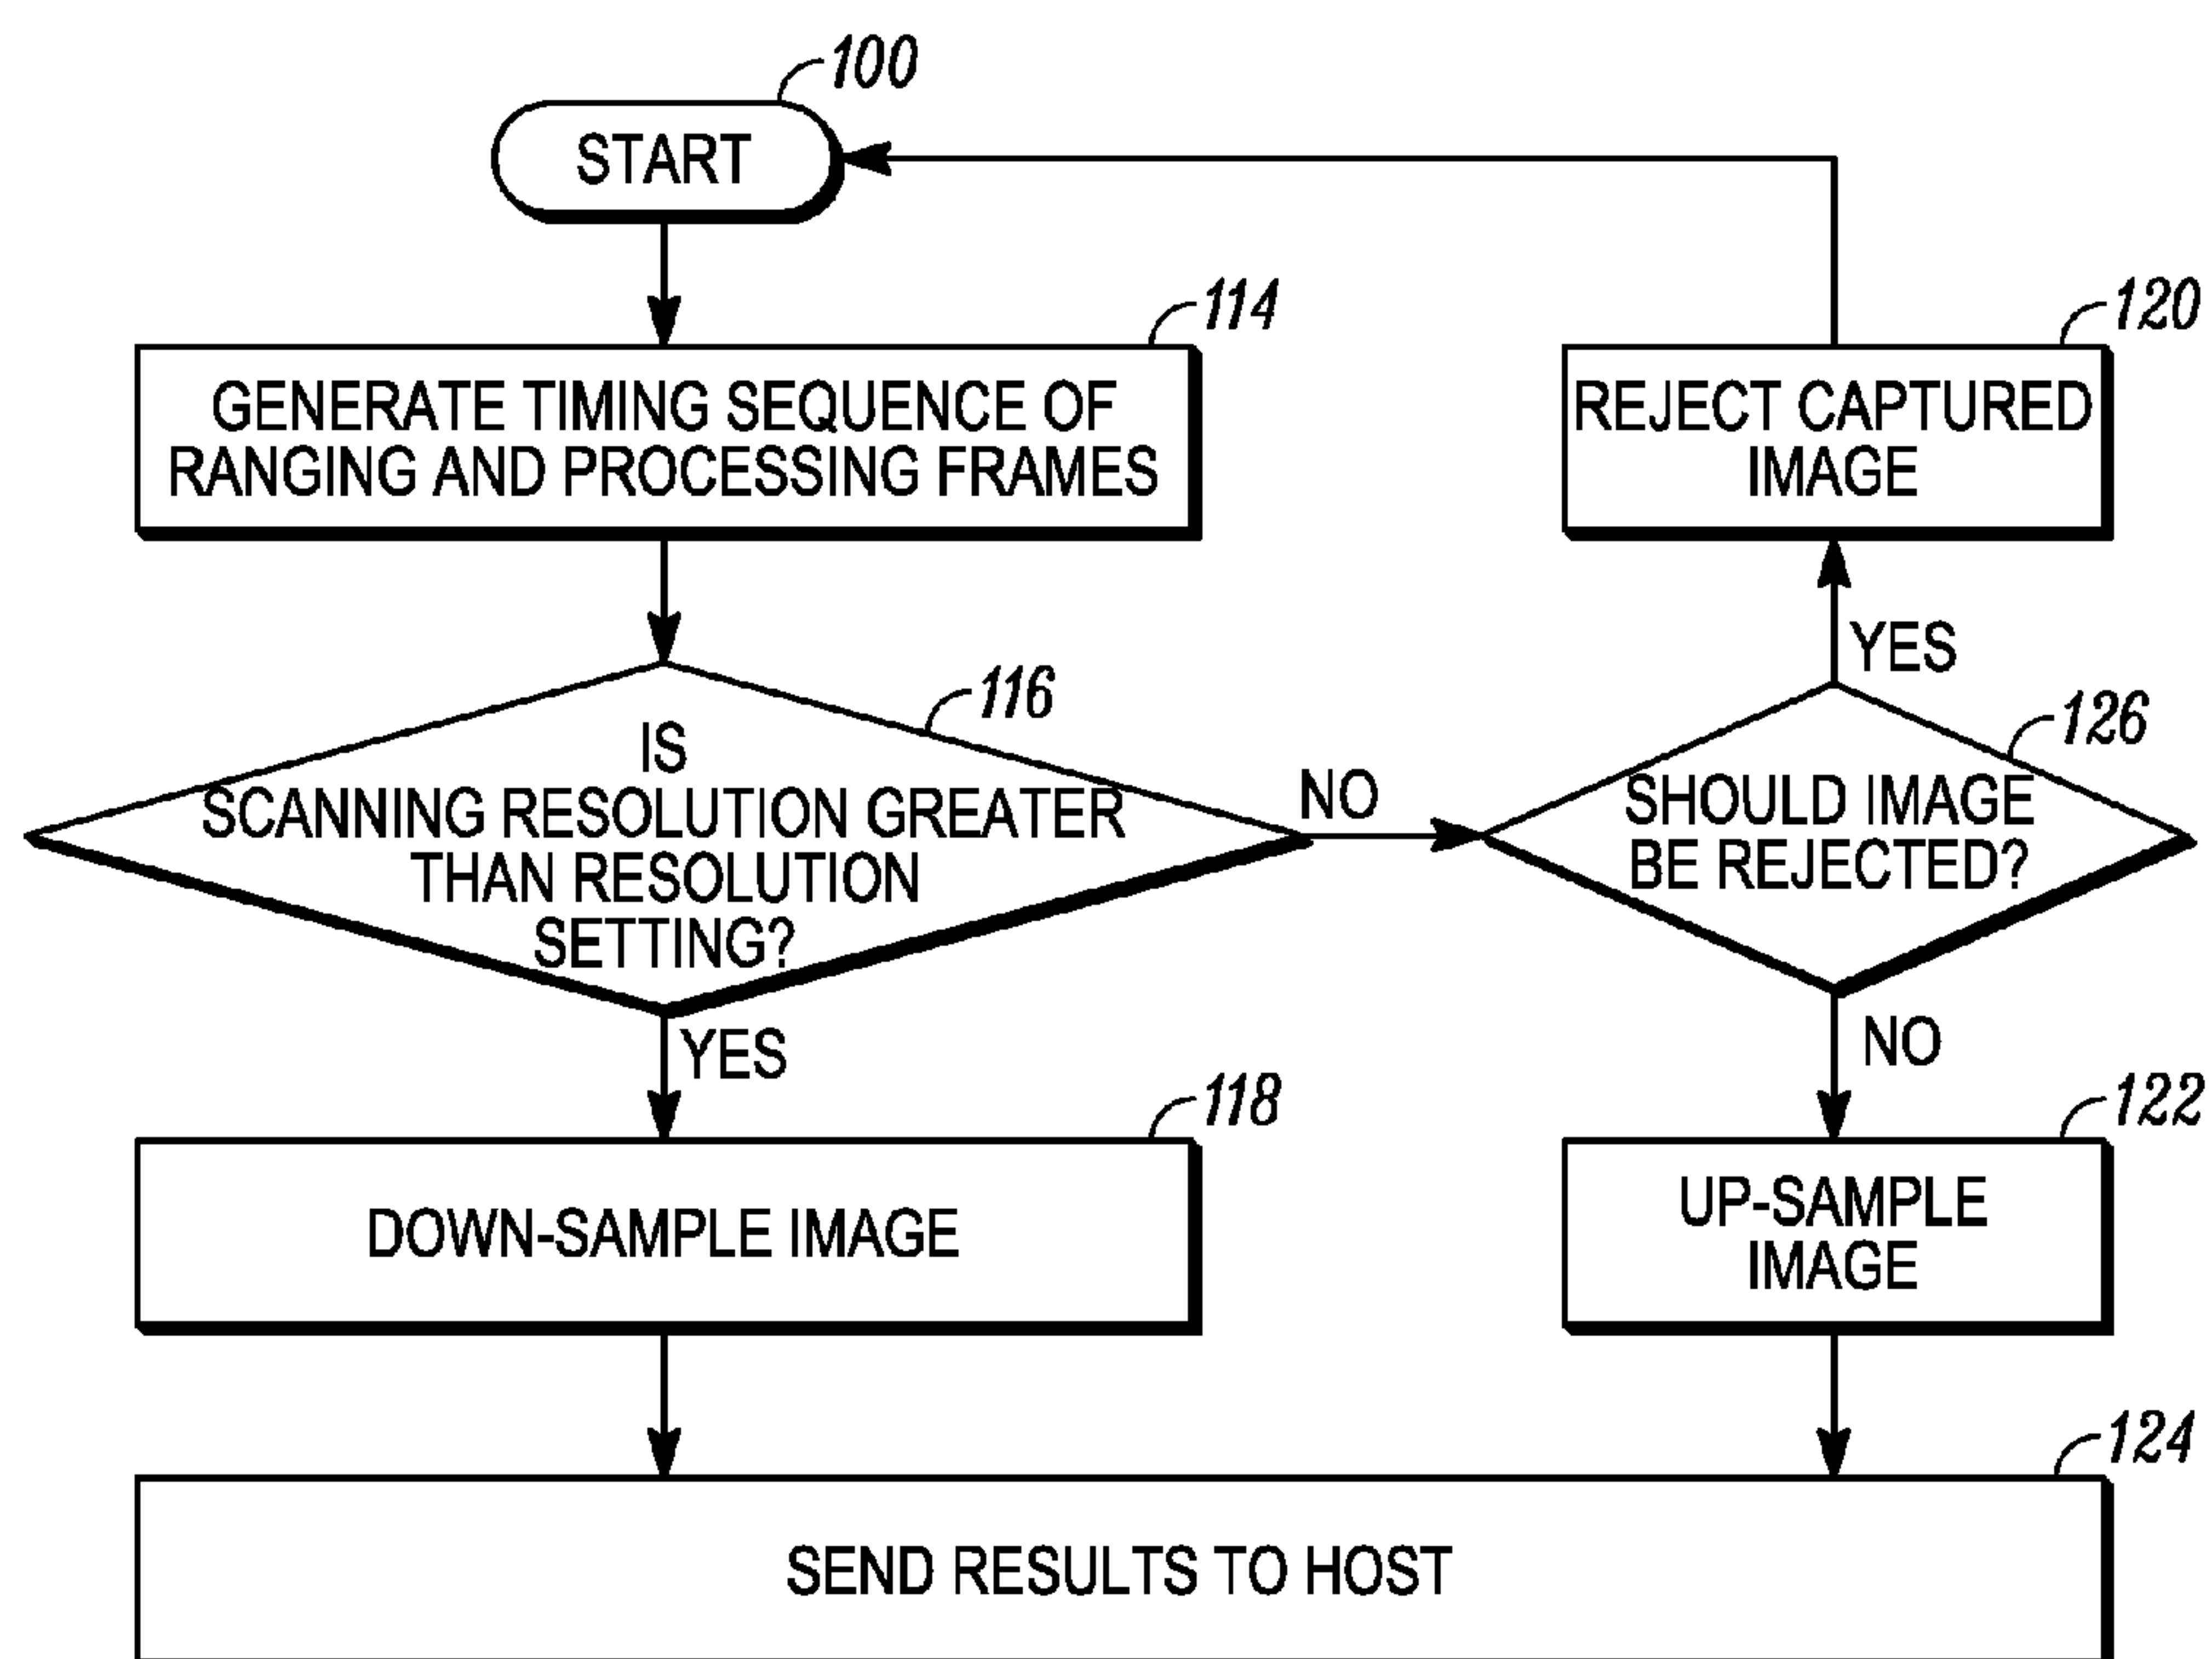 100
START
114
GENERATE TIMING SEQUENCE OF
RANGING AND PROCESSING FRAMES
120
REJECT CAPTURED
IMAGE
YES
116
IS
SCANNING RESOLUTION GREATER
THAN RESOLUTION
SETTING?
NO
126
SHOULD IMAGE
BE REJECTED?
YES
NO
118
DOWN-SAMPLE IMAGE
122
UP-SAMPLE
IMAGE
124
SEND RESULTS TO HOST